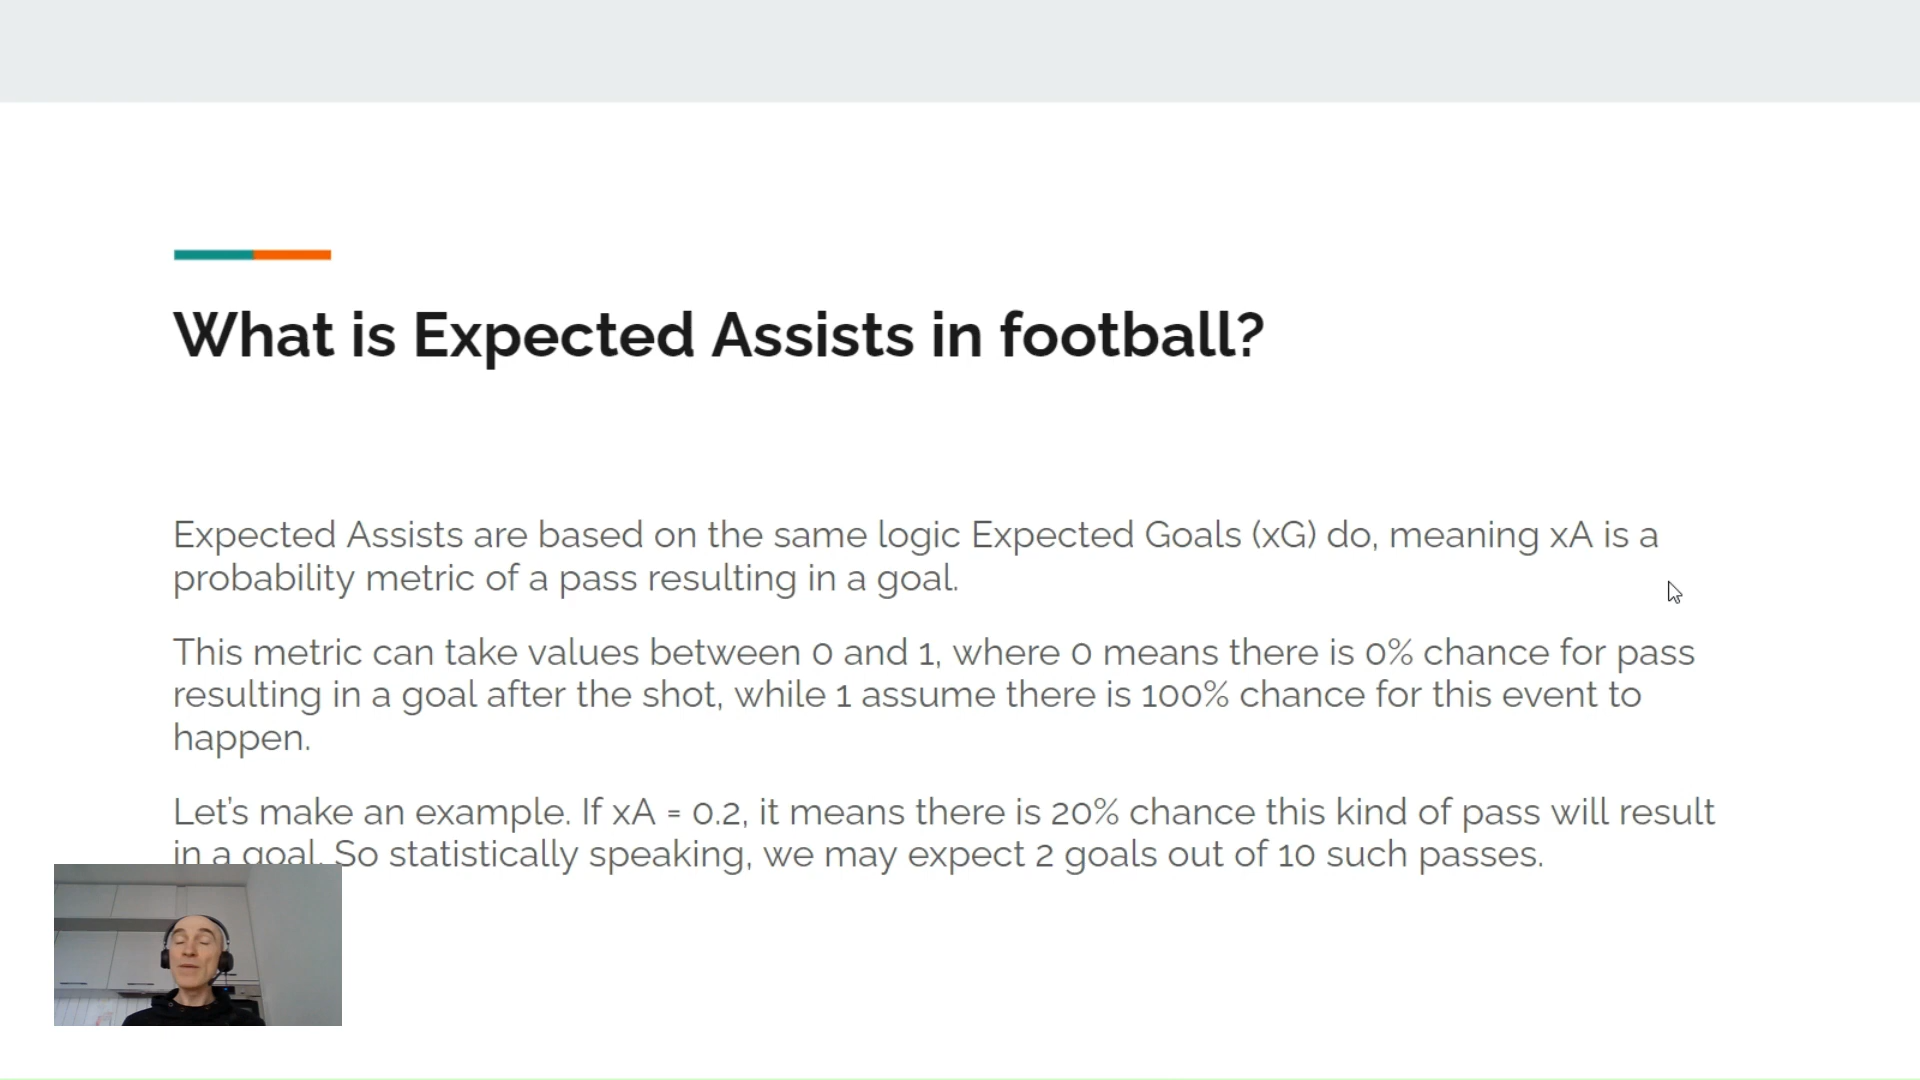 What is Expected Assists in football?
Expected Assists are based on the same logic Expected Goals (xG) do, meaning xA is a
probability metric of a pass resulting in a goal.
This metric can take values between 0 and 1, where 0 means there is 0% chance for pass
resulting in a goal after the shot, while 1 assume there is 100% chance for this event to
happen.
Let's make an example. If xA = 0.2, it means there is 20% chance this kind of pass will result
in a goal. So statistically speaking, we may expect 2 goals out of 10 such passes.